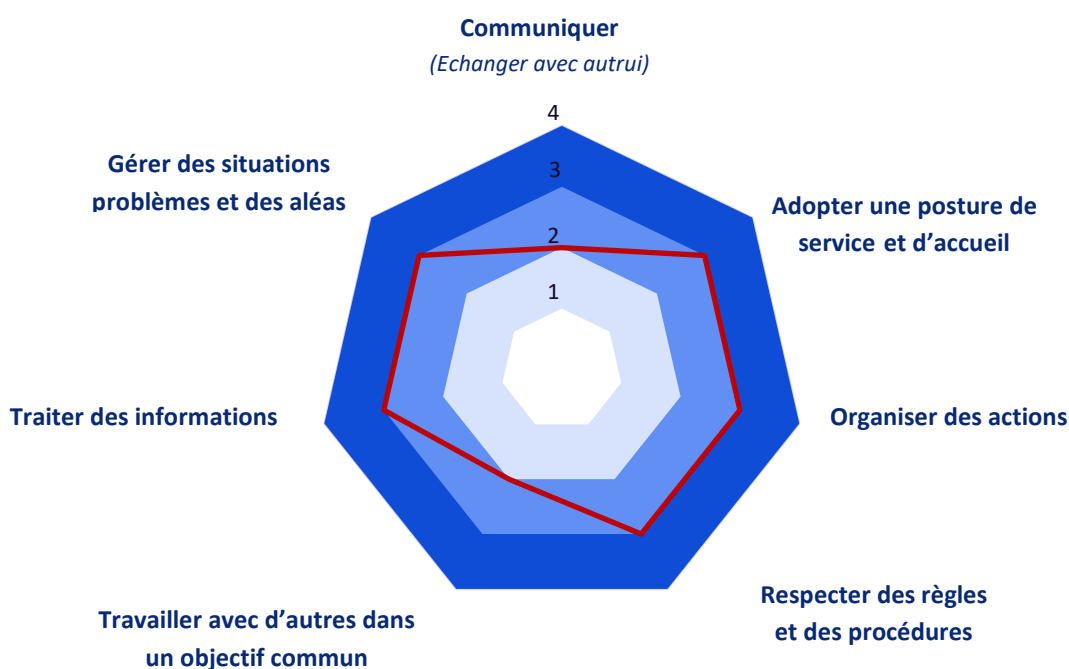 Communiquer
(Echanger avec autrui)
4
3
2
1
Adopter une posture de
service et d’accueil
Organiser des actions
Respecter des règles
et des procédures
Travailler avec d’autres dans
un objectif commun
Traiter des informations
Gérer des situations
problèmes et des aléas